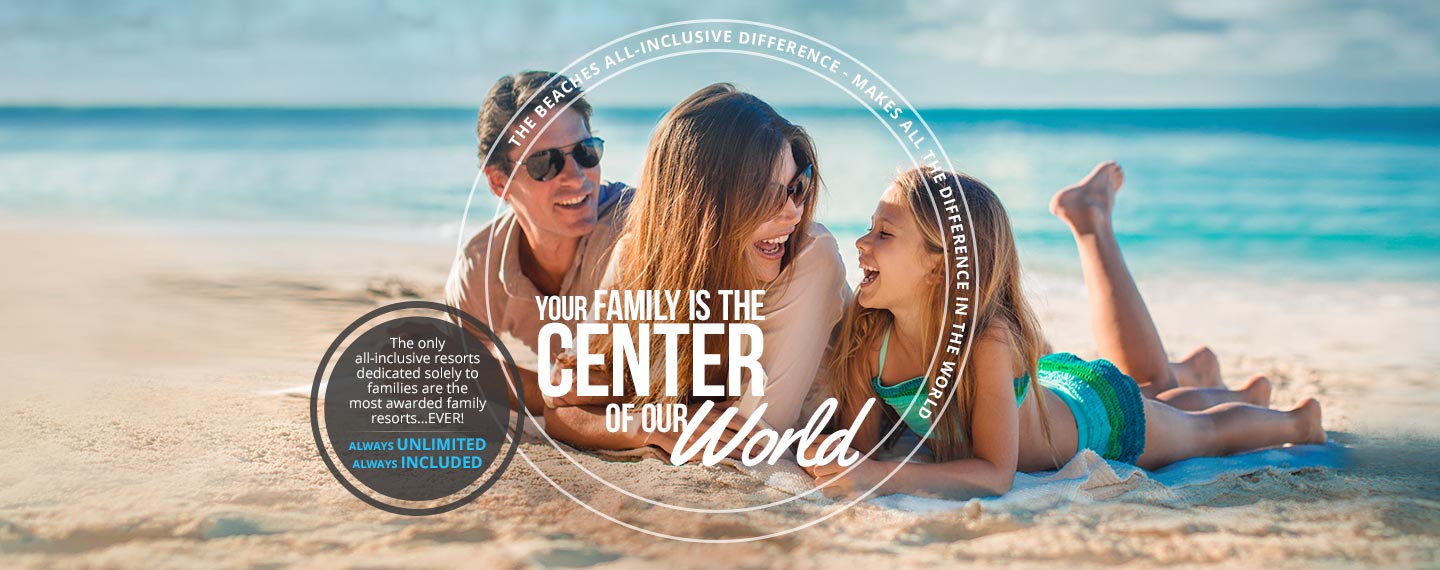 THE BEACHES ALL-INCLUSIVE DIFFERENCE - MAKES ALL THE DIFFERENCE IN THE WORLD
YOUR FAMILY IS THE
CENTER
OF OUR World
The only
all-inclusive resorts
dedicated solely to
families are the
most awarded family
resorts...EVER!
ALWAYS UNLIMITED
ALWAYS INCLUDED